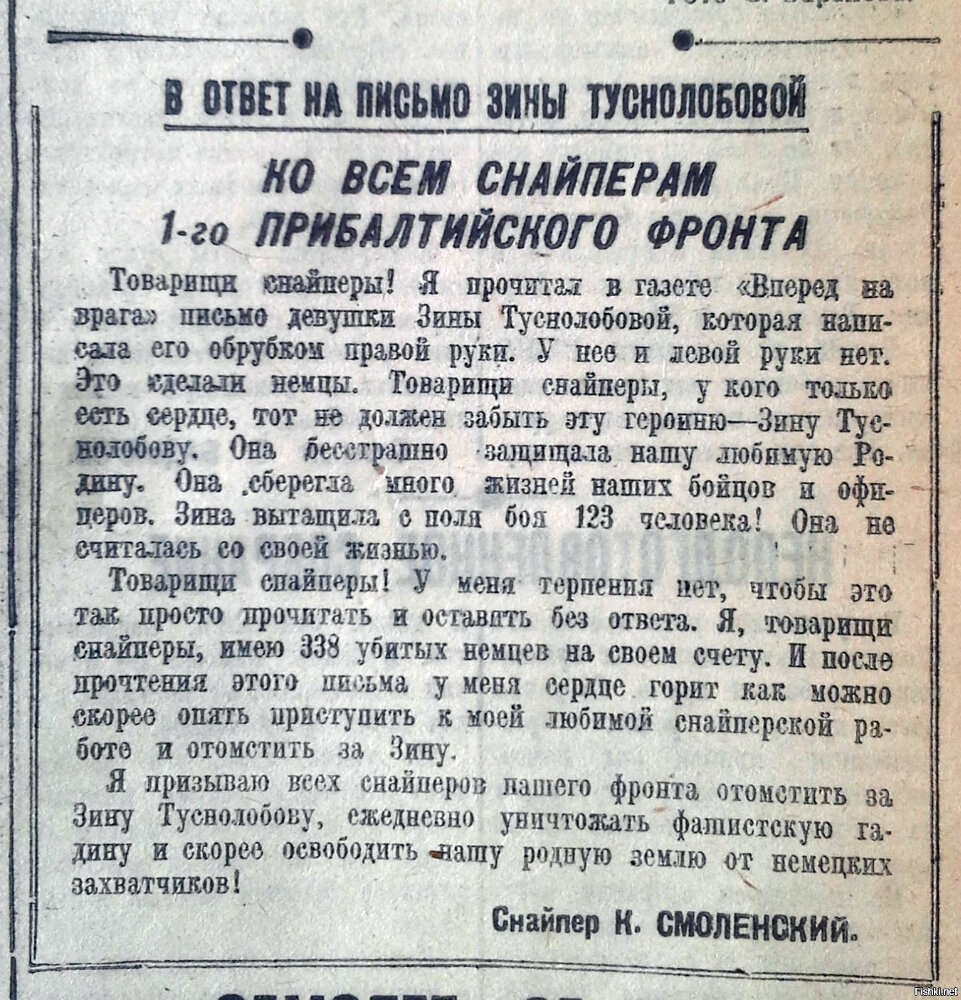 В ОТВЕТ НА ПИСЬМО ЗИНЫ ТУСНОЛОБОВОЙ
КО ВСЕМ СНАЙПЕРАМ
1-го ПРИБАЛТИЙСКОГО ФРОНТА
Товарищи снайперы! Я прочитал в газете «Вперед на
врага» письмо девушки Зины Туснолобовой, которая напи-
сала его обрубком правой руки. У нее и левой руки нет.
Это сделали немцы. Товарищи снайперы, у кого только
есть сердце, тот не должен забыть эту героиню—Зину Тус-
нолобову. Она бесстрашно защищала нашу любимую Ро-
дину. Она сберегла много жизней наших бойцов и офи-
церов. Зина вытащила с поля боя 123 человека! Она не
считалась со своей жизнью.
Товарищи снайперы! У меня терпения нет, чтобы это
так просто прочитать и оставить без ответа. Я, товарищи
снайперы, имею 338 убитых немцев на своем счету. И после
прочтения этого письма у меня сердце горит как можно
скорее опять приступить к моей любимой снайперской ра-
боте и отомстить за Зину.
Я призываю всех снайперов нашего фронта отомстить за
Зину Туснолобову, ежедневно уничтожать фашистскую га-
дину и скорее освободить нашу родную землю от немецких
захватчиков!
Снайпер К. СМОЛЕНСКИЙ.
Fishki.net